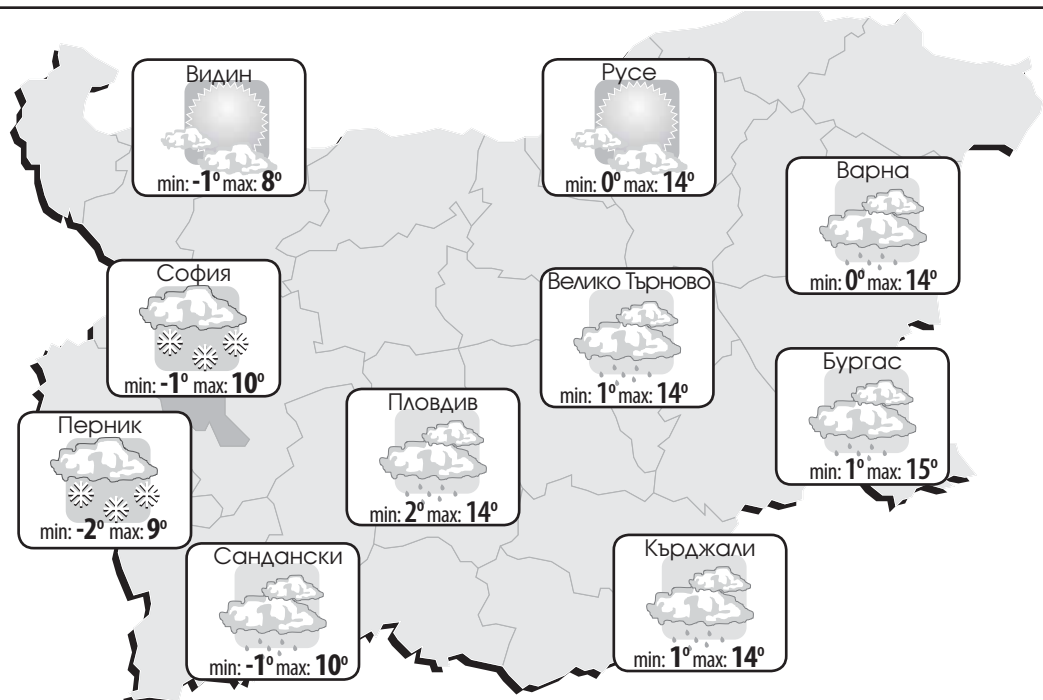 Видин
min: -1° max: 8°
Русе
min: 0° max: 14°
Варна
min: 0° max: 14°
София
min: -1° max: 10°
Велико Търново
min: 1° max: 14°
Бургас
min: 1° max: 15°
Пловдив
min: 2° max: 14°
Перник
min: -2° max: 9°
Сандански
min: -1° max: 10°
Кърджали
min: 1° max: 14°